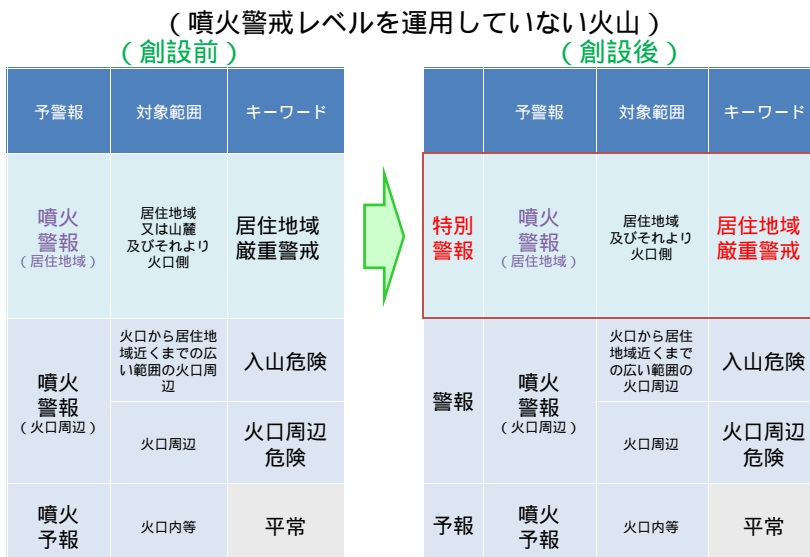 （噴火警戒レベルを運用していない火山）
（創設前）
予警報
対象範囲
キーワード
噴火
警報
（居住地域）
居住地域
又は山麓
及びそれより
火口側
居住地域
厳重警戒
噴火
警報
（火口周辺）
火口から居住地
域近くまでの広
い範囲の火口周
辺
入山危険
火口周辺
火口周辺
危険
噴火
予報
火口内等
平常
（創設後）
予警報
対象範囲
キーワード
特別
警報
噴火
警報
（居住地域）
居住地域
及びそれより
火口側
居住地域
厳重警戒
警報
噴火
警報
（火口周辺）
火口から居住
地域近くまで
の広い範囲の
火口周辺
入山危険
火口周辺
火口周辺
危険
予報
噴火
予報
火口内等
平常